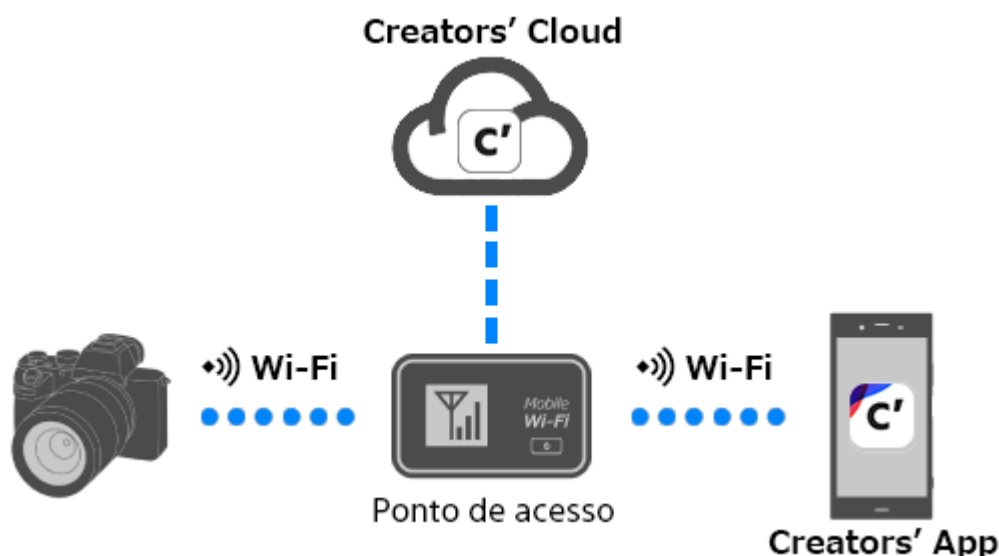 Creators’ Cloud
C’
Wi-Fi
Wi-Fi
Mobile
Wi-Fi
C’
Ponto de acesso
Creators’ App